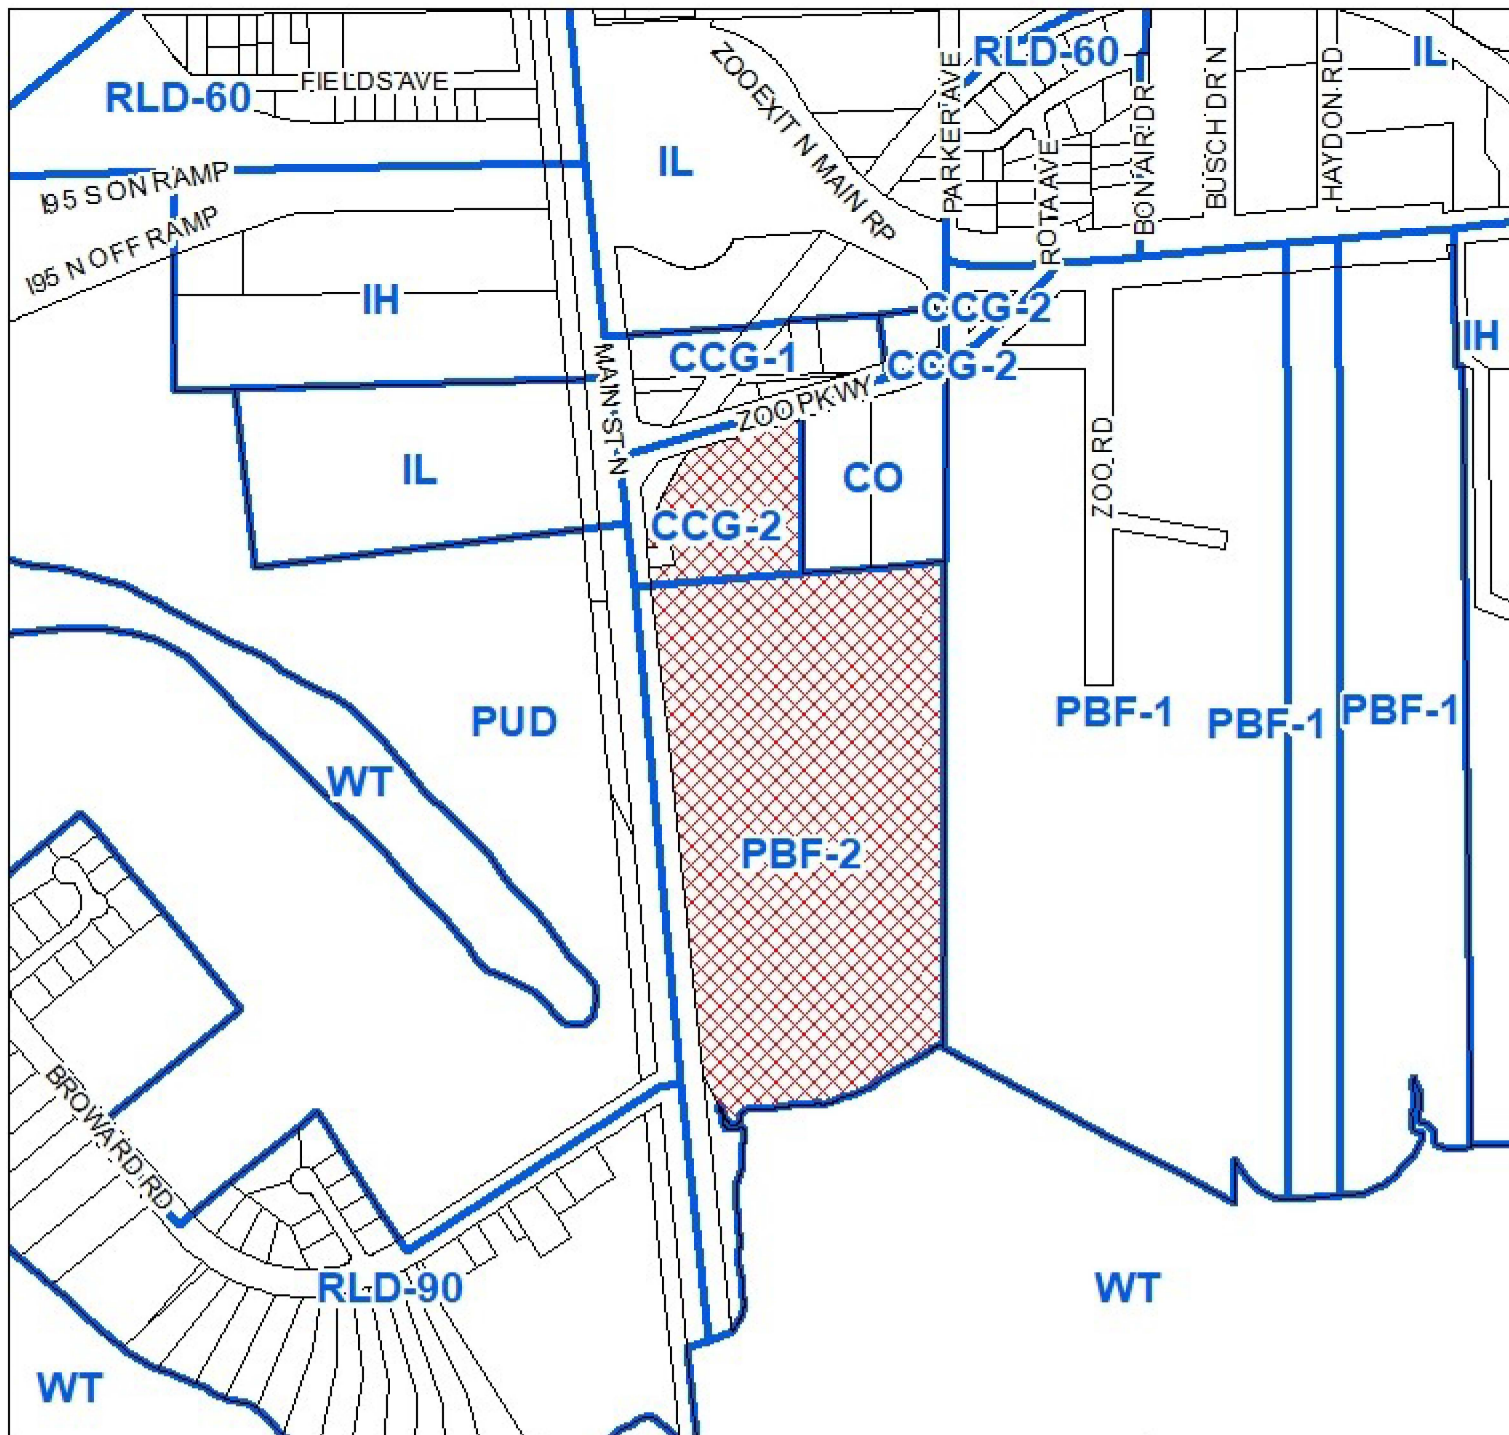 RLD-60
FIELDS AVE
ZOO EXIT N MAIN RP
PARKER AVE
RLD-60
ROTA AVE
BON AIR DR
BUSCH DR N
HAYDON RD
IL
IL
I95 S ON RAMP
I95 N OFF RAMP
IH
CCG-2
CCG-1
CCG-2
IH
MAIN ST N
ZOO PKWY
IL
CO
ZOO RD
CCG-2
PUD
WT
PBF-1
PBF-1
PBF-1
PBF-2
BROWARD RD
RLD-90
WT
WT